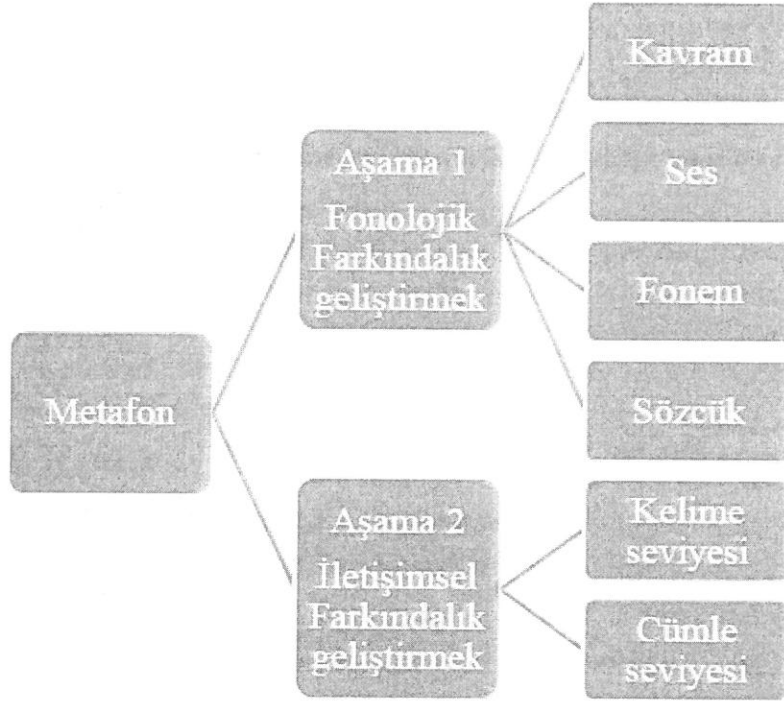 Metafon
Aşama 1
Fonolojik
Farkındalık
geliştirmek
Kavram
Ses
Fonem
Sözcük
Aşama 2
İletişimsel
Farkındalık
geliştirmek
Kelime
seviyesi
Cümle
seviyesi